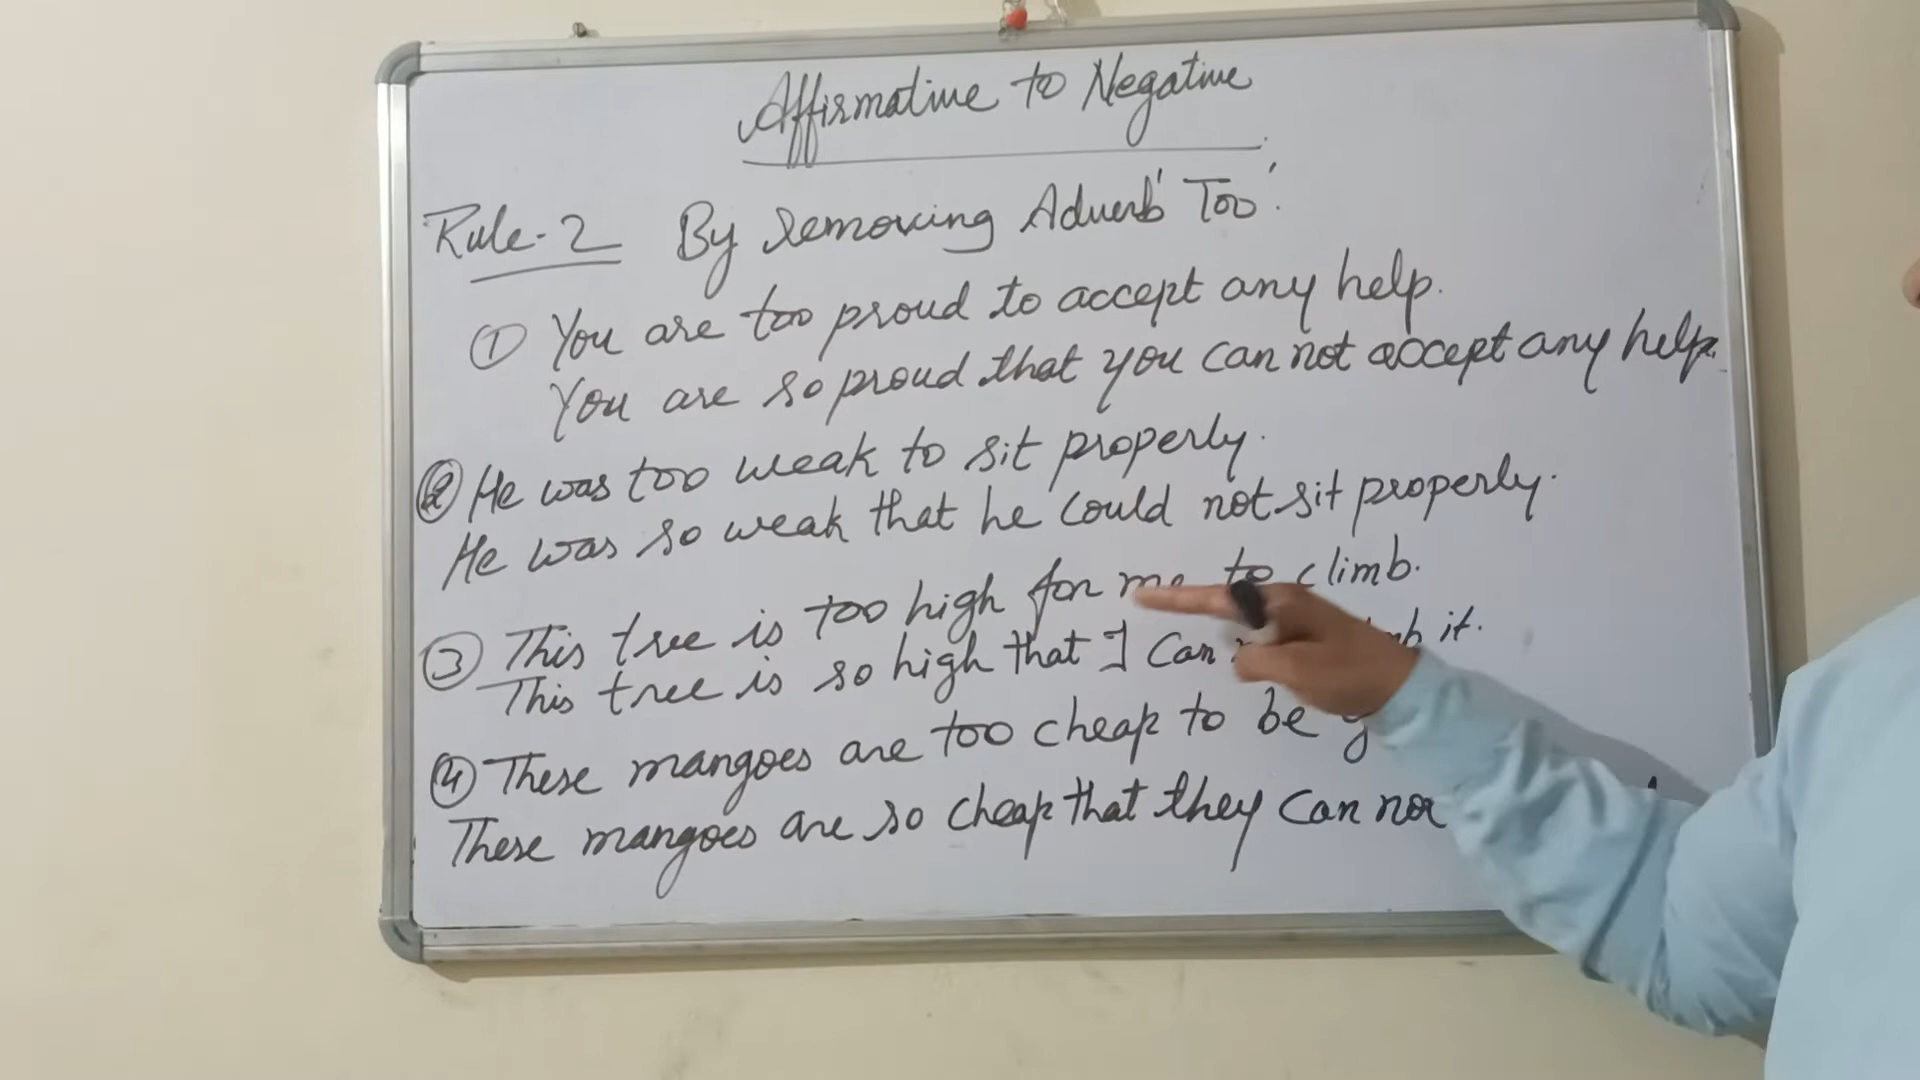 Affirmative to Negative
Rule-2 By removing Adverb 'Too'.
① You are too proud to accept any help.
You are so proud that you can not accept any help.
② He was too weak to sit properly.
He was so weak that he could not sit properly.
③ This tree is too high for me to climb.
This tree is so high that I can it.
④ These mangoes are too cheap to be
These mangoes are so cheap that they can not